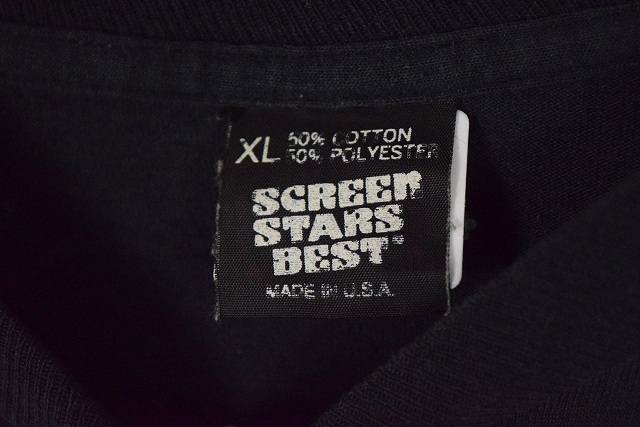 XL 50% COTTON
50% POLYESTER
SCREEN
STARS
BEST
MADE IN U.S.A.